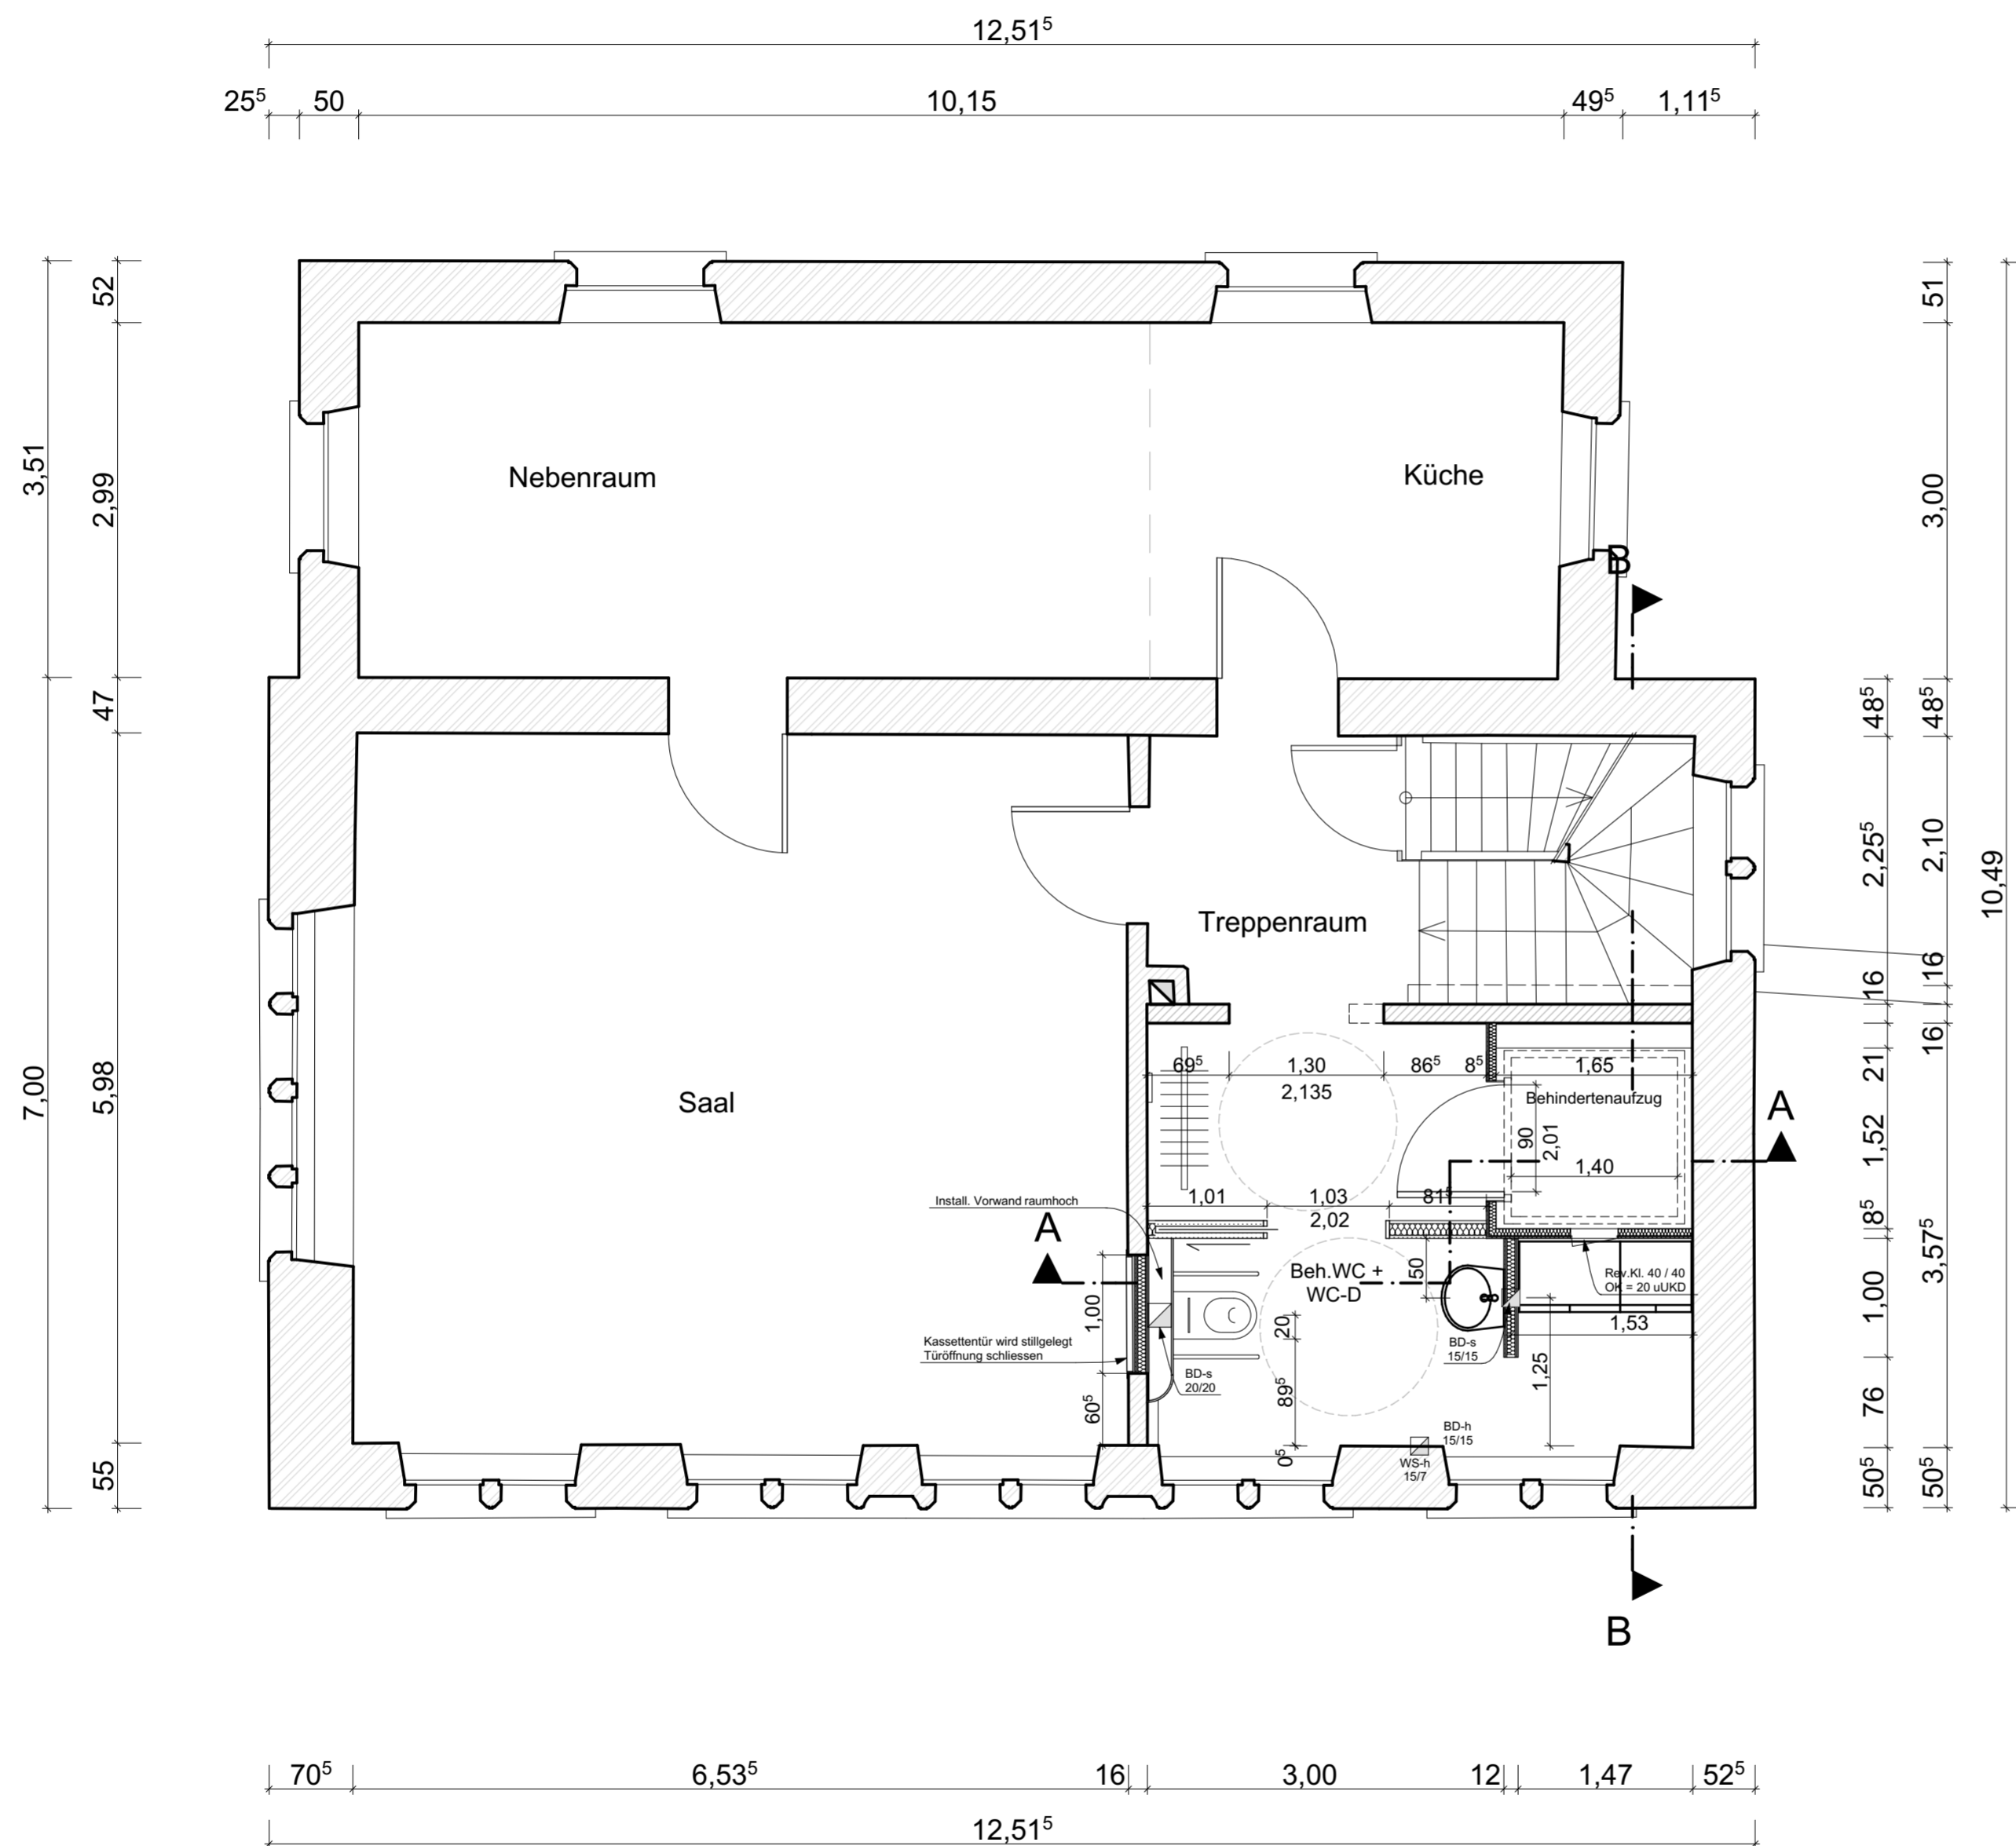 12,51⁵
25⁵ 50 10,15 49⁵ 1,11⁵
52
51
3,51
2,99
Nebenraum
Küche
3,00
B
47
48⁵
48⁵
2,25⁵
2,10
10,49
Treppenraum
16
16
16
7,00
5,98
Saal
69⁵ 1,30 86⁵ 8⁵ 1,65
2,135
21
Behindertenaufzug
A
90
2,01
1,52
1,40
Install. Vorwand raumhoch
1,01 1,03 81⁵
2,02
8⁵
A
3,57⁵
50
Beh.WC +
WC-D
Rev.Kl. 40 / 40
OK = 20 uUKD
1,00
1,00
20
1,53
Kassettentür wird stillgelegt
Türöffnung schliessen
BD-s
15/15
BD-s
20/20
1,25
89⁵
60⁵
76
BD-h
15/15
0⁵
WS-h
15/7
55
50⁵
50⁵
B
70⁵ 6,53⁵ 16 3,00 12 1,47 52⁵
12,51⁵